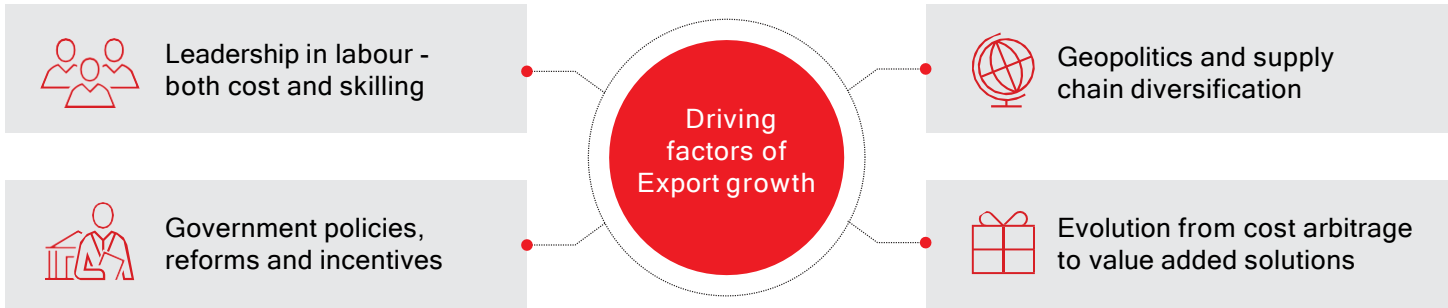 Leadership in labour -
both cost and skilling
Government policies,
reforms and incentives
Driving
factors of
Export growth
Geopolitics and supply
chain diversification
Evolution from cost arbitrage
to value added solutions